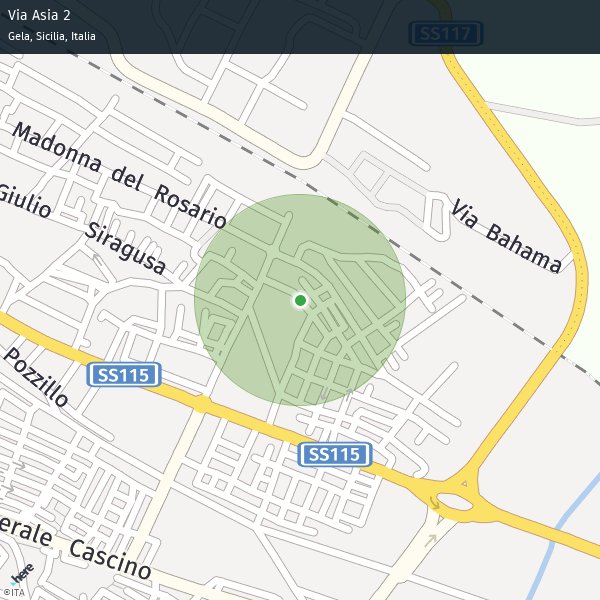 Via Asia 2
Gela, Sicilia, Italia
SS117
Madonna del Rosario
Giulio Siragusa
Via Bahama
SS115
Pozzillo
SS115
erale Cascino
here
©ITA